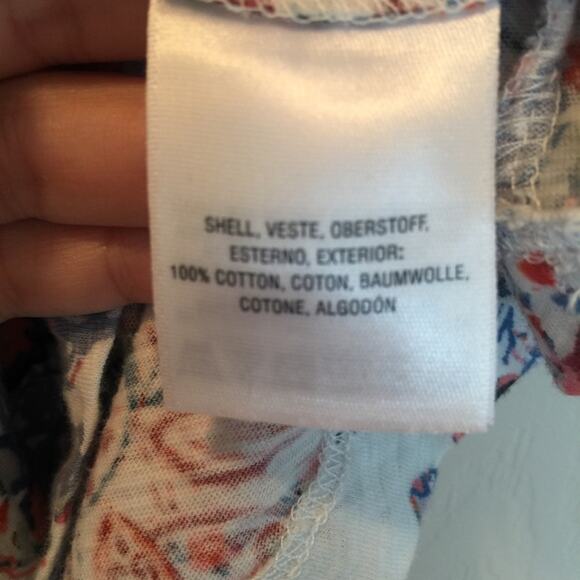 SHELL, VESTE, OBERSTOFF,
ESTERNO, EXTERIOR:
100% COTTON, COTON, BAUMWOLLE,
COTONE, ALGODÓN